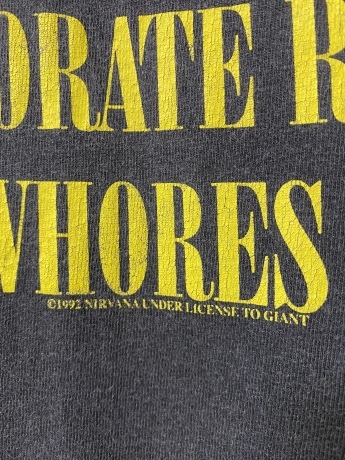 ORATE R
WHORES
©1992 NIRVANA UNDER LICENSE TO GIANT